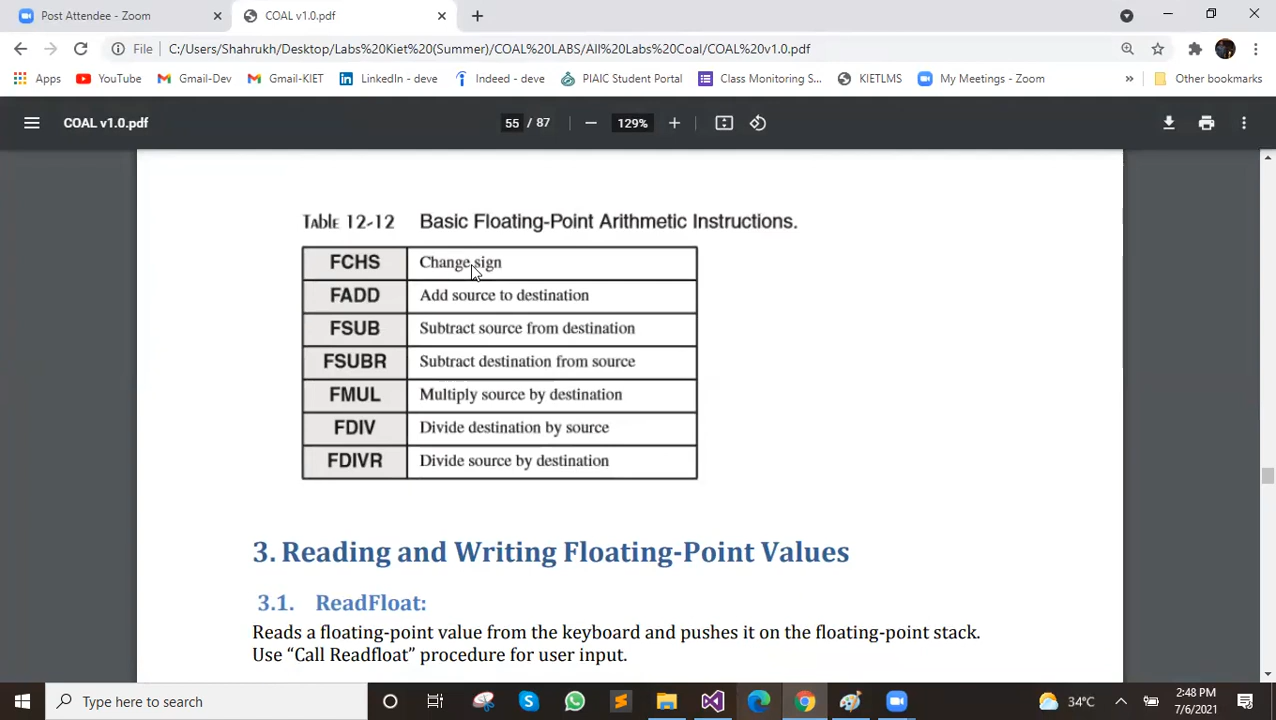 Post Attendee - Zoom
COAL v1.0.pdf
File
C:/Users/Shahrukh/Desktop/Labs%20Kiet%20(Summer)/COAL%20LABS/All%20Labs%20Coal/COAL%20v1.0.pdf
Apps
YouTube
Gmail-Dev
Gmail-KIET
LinkedIn - deve
Indeed - deve
PIAIC Student Portal
Class Monitoring S...
KIETLMS
My Meetings - Zoom
Other bookmarks
COAL v1.0.pdf
55 / 87
129%
Table 12-12 Basic Floating-Point Arithmetic Instructions.
FCHS Change sign
FADD Add source to destination
FSUB Subtract source from destination
FSUBR Subtract destination from source
FMUL Multiply source by destination
FDIV Divide destination by source
FDIVR Divide source by destination
3. Reading and Writing Floating-Point Values
3.1. ReadFloat:
Reads a floating-point value from the keyboard and pushes it on the floating-point stack.
Use “Call Readfloat” procedure for user input.
Type here to search
34°C
2:48 PM
7/6/2021